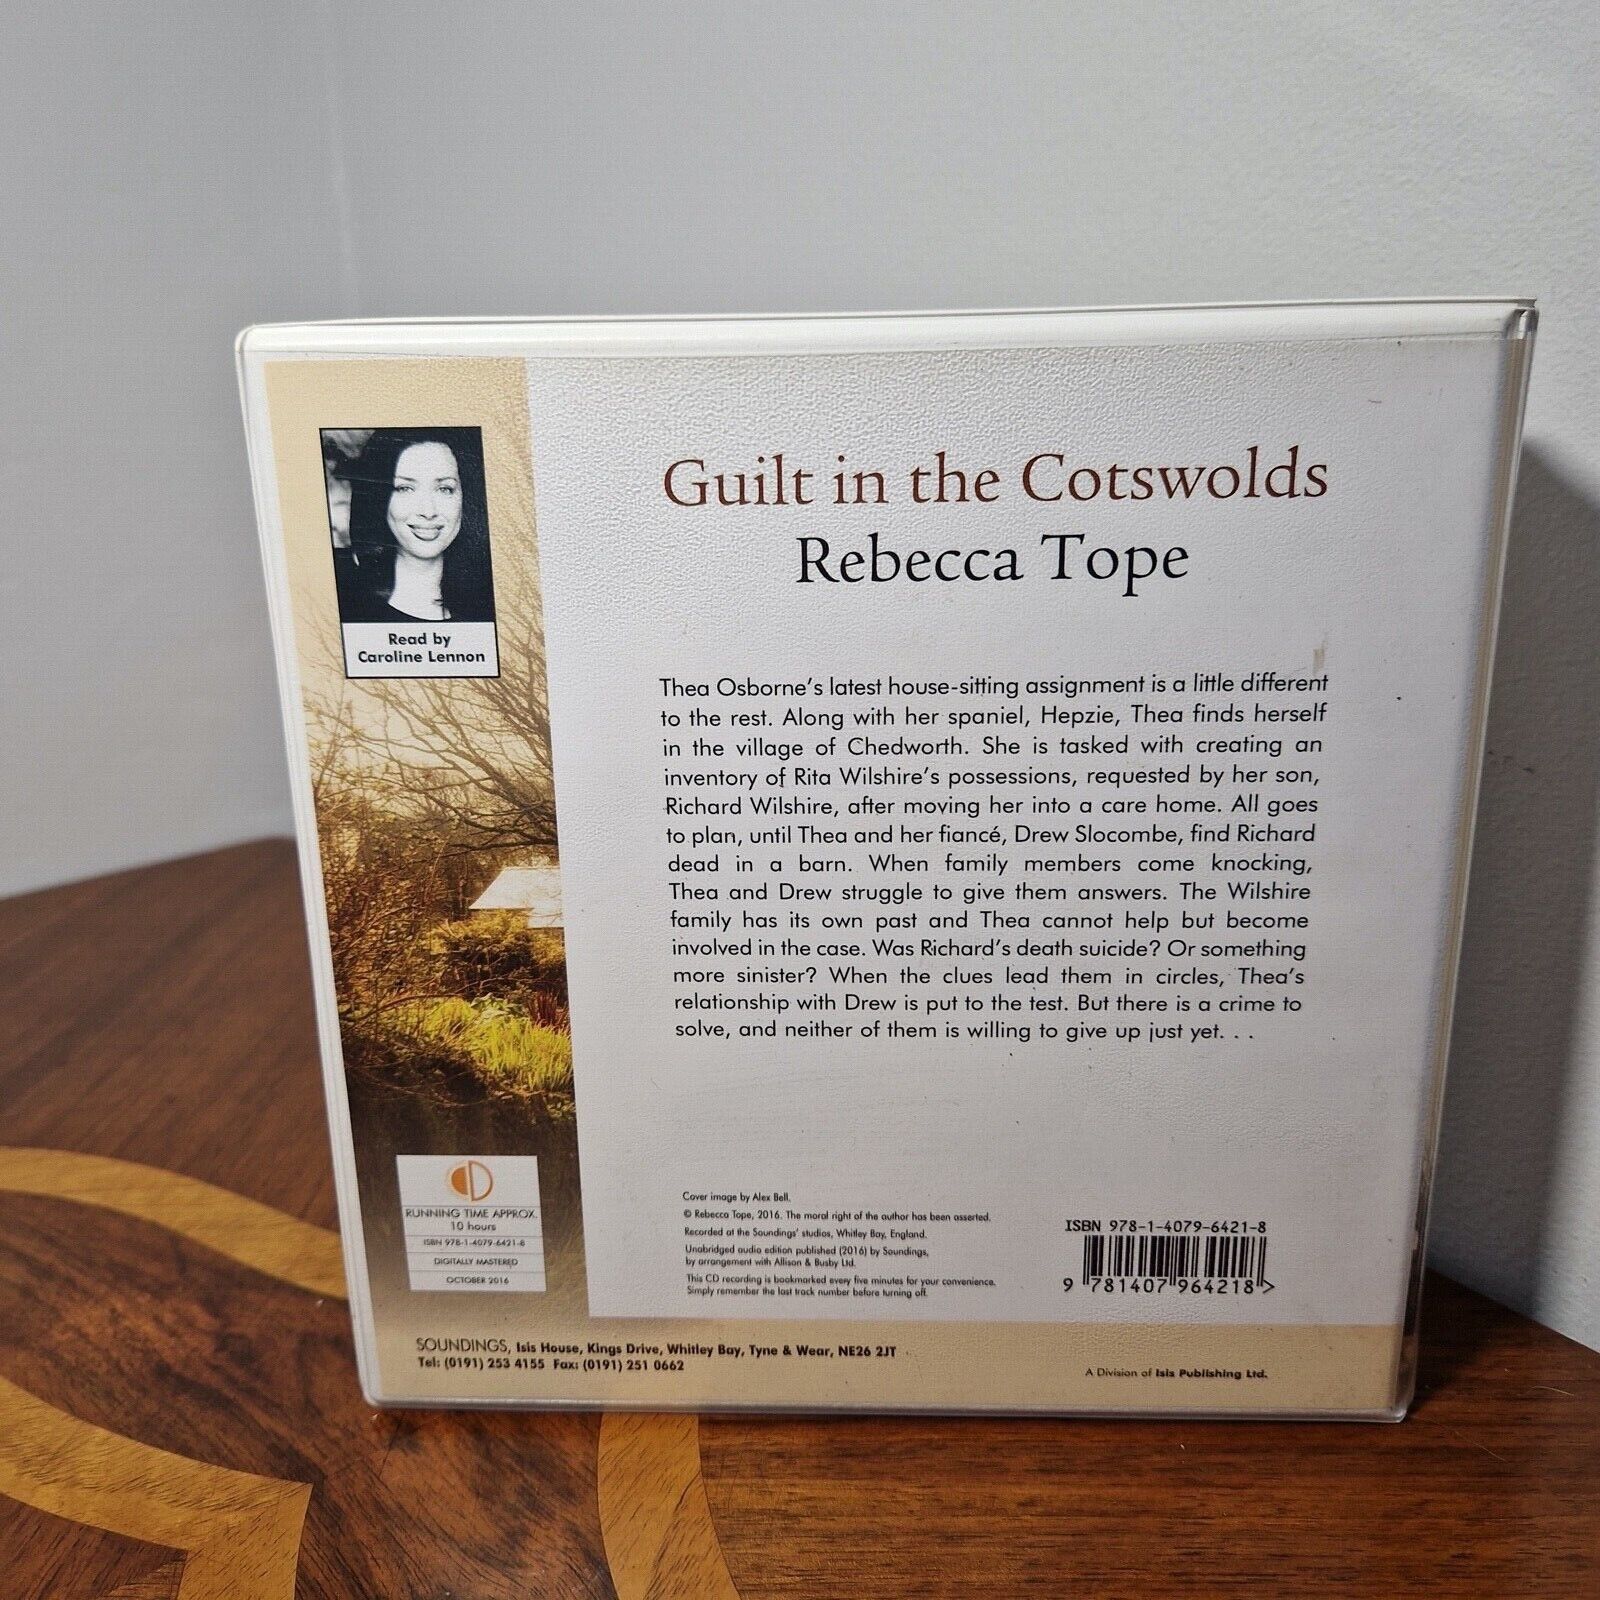 Guilt in the Cotswolds
Rebecca Tope
Read by
Caroline Lennon
Thea Osborne's latest house-sitting assignment is a little different
to the rest. Along with her spaniel, Hepzie, Thea finds herself
in the village of Chedworth. She is tasked with creating an
inventory of Rita Wilshire's possessions, requested by her son,
Richard Wilshire, after moving her into a care home. All goes
to plan, until Thea and her fiancé, Drew Slocombe, find Richard
dead in a barn. When family members come knocking,
Thea and Drew struggle to give them answers. The Wilshire
family has its own past and Thea cannot help but become
involved in the case. Was Richard's death suicide? Or something
more sinister? When the clues lead them in circles, Thea's
relationship with Drew is put to the test. But there is a crime to
solve, and neither of them is willing to give up just yet. . .
RUNNING TIME APPROX.
10 hours
ISBN 978-1-4079-6421-8
DIGITALLY MASTERED
OCTOBER 2016
Cover image by Alex Bell.
© Rebecca Tope, 2016. The moral right of the author has been asserted.
Recorded at the Soundings' studios, Whitley Bay, England.
Unabridged audio edition published (2016) by Soundings,
by arrangement with Allison & Busby Ltd.
This CD recording is bookmarked every five minutes for your convenience.
Simply remember the last track number before turning off.
ISBN 978-1-4079-6421-8
9 781407 964218 >
SOUNDINGS, Isis House, Kings Drive, Whitley Bay, Tyne & Wear, NE26 2JT
Tel: (0191) 253 4155 Fax: (0191) 251 0662
A Division of Isis Publishing Ltd.